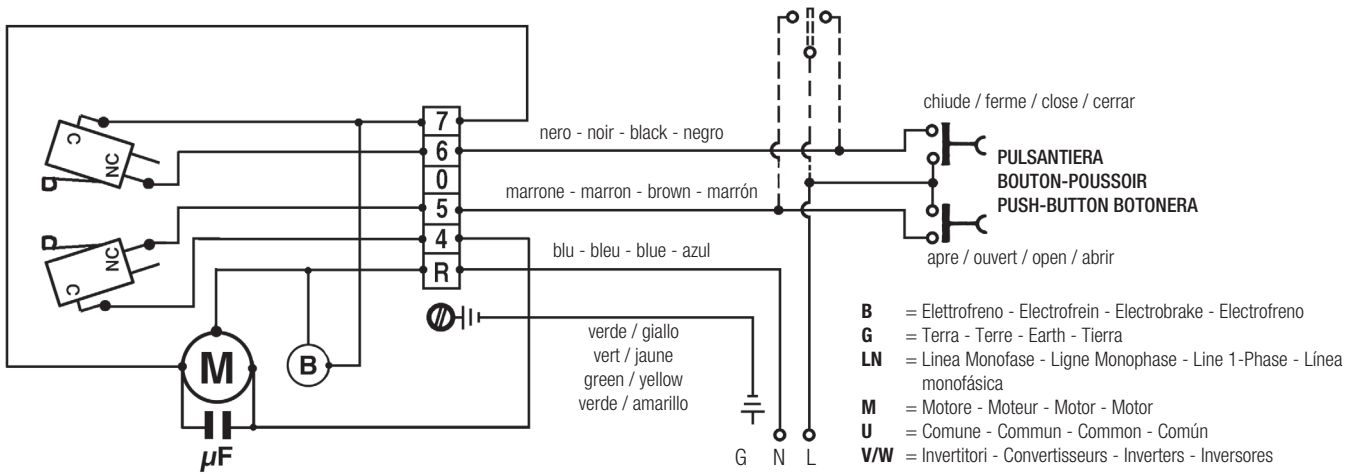 chiude / ferme / close / cerrar
C
NC
7
6
0
5
4
R
nero - noir - black - negro
marrone - marron - brown - marrón
blu - bleu - blue - azul
PULSANTIERA
BOUTON-POUSSOIR
PUSH-BUTTON BOTONERA
apre / ouvert / open / abrir
NC
C
M
B
µF
verde / giallo
vert / jaune
green / yellow
verde / amarillo
G N L
B = Elettrofreno - Electrofrein - Electrobrake - Electrofreno
G = Terra - Terre - Earth - Tierra
LN = Linea Monofase - Ligne Monophase - Line 1-Phase - Línea
monofásica
M = Motore - Moteur - Motor - Motor
U = Comune - Commun - Common - Común
V/W = Invertitori - Convertisseurs - Inverters - Inversores